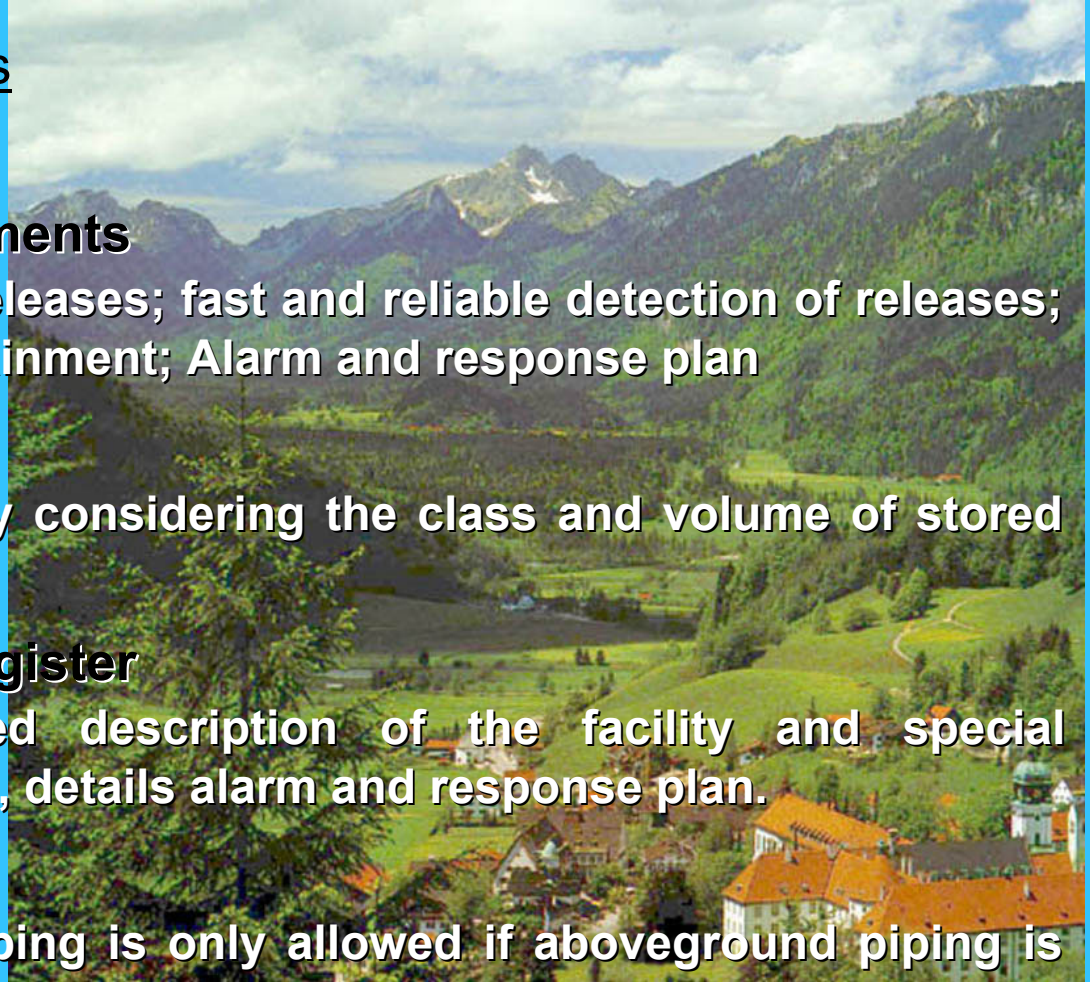 s
ments
eleases; fast and reliable detection of releases;
inment; Alarm and response plan
y considering the class and volume of stored
gister
ed description of the facility and special
, details alarm and response plan.
ping is only allowed if aboveground piping is